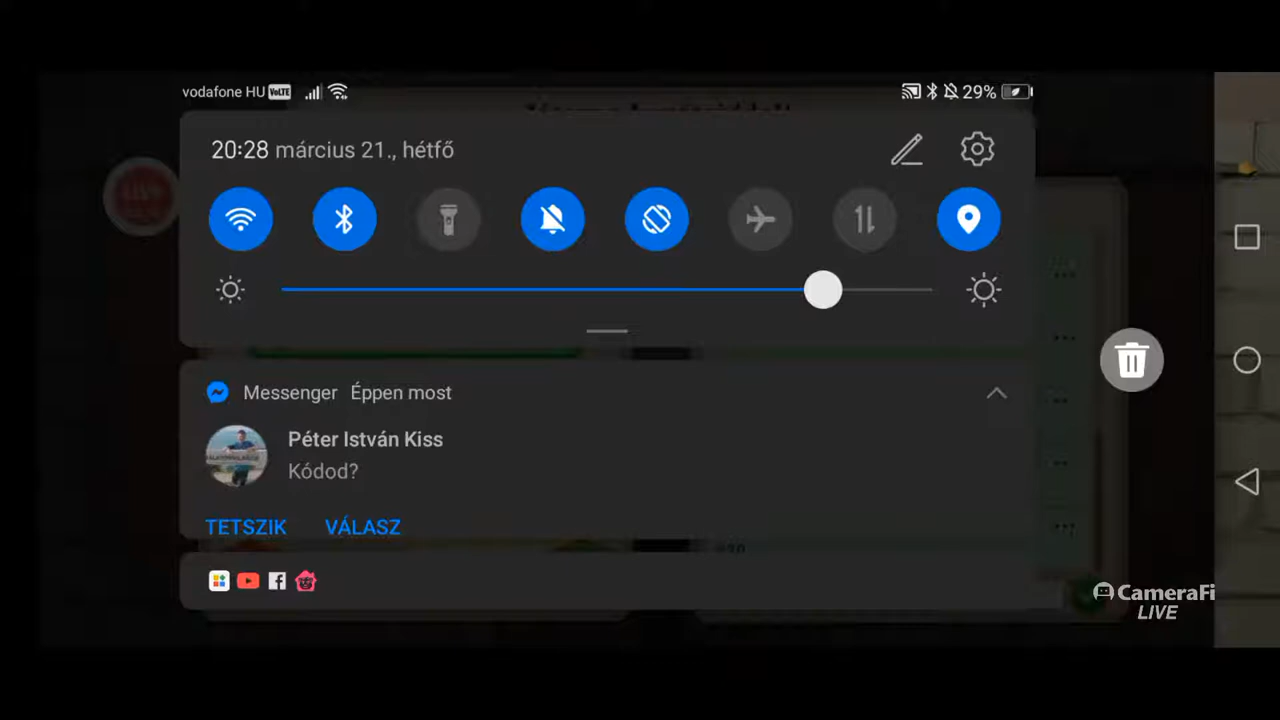 vodafone HU VoLTE
29%
20:28 március 21., hétfő
Messenger Éppen most
Péter István Kiss
Kódod?
TETSZIK VÁLASZ
CameraFi
LIVE